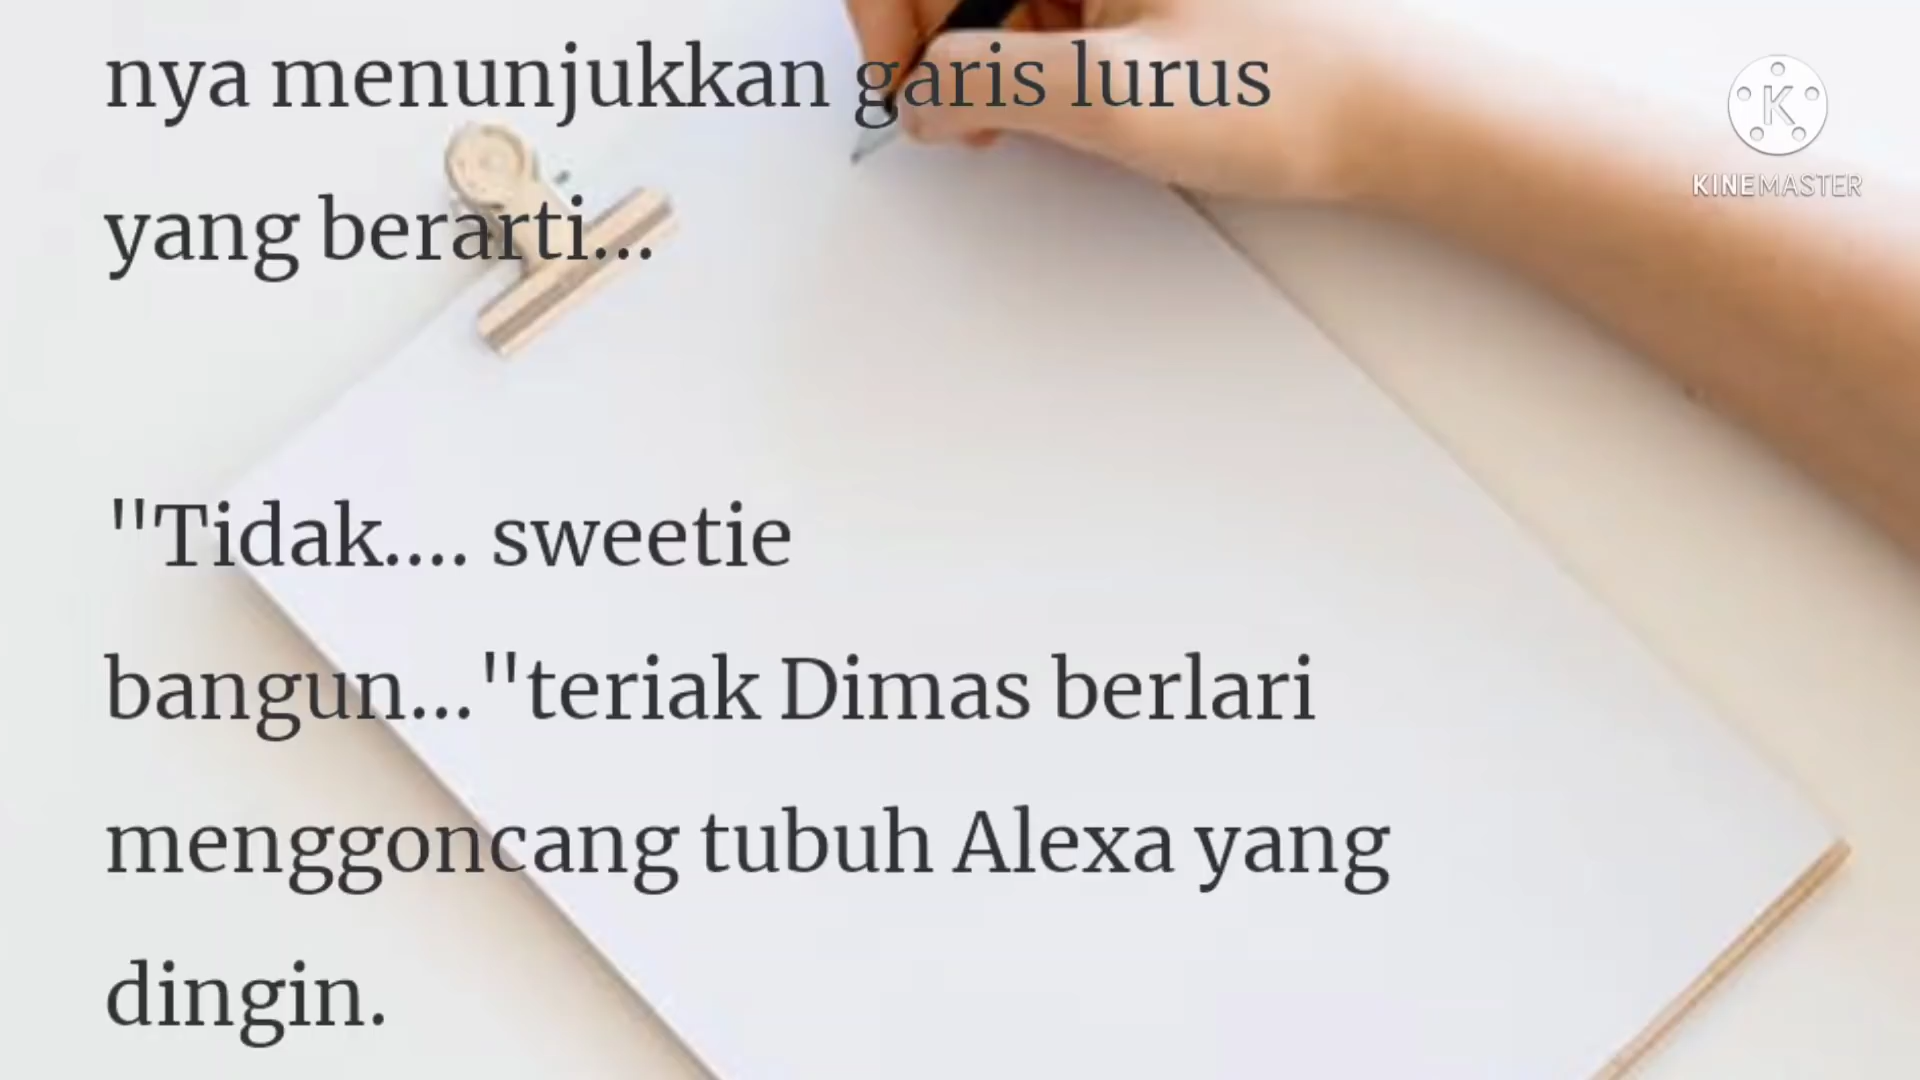 nya menunjukkan garis lurus
yang berarti...
"Tidak.... sweetie
bangun..."teriak Dimas berlari
menggoncang tubuh Alexa yang
dingin.
K
KINEMASTER